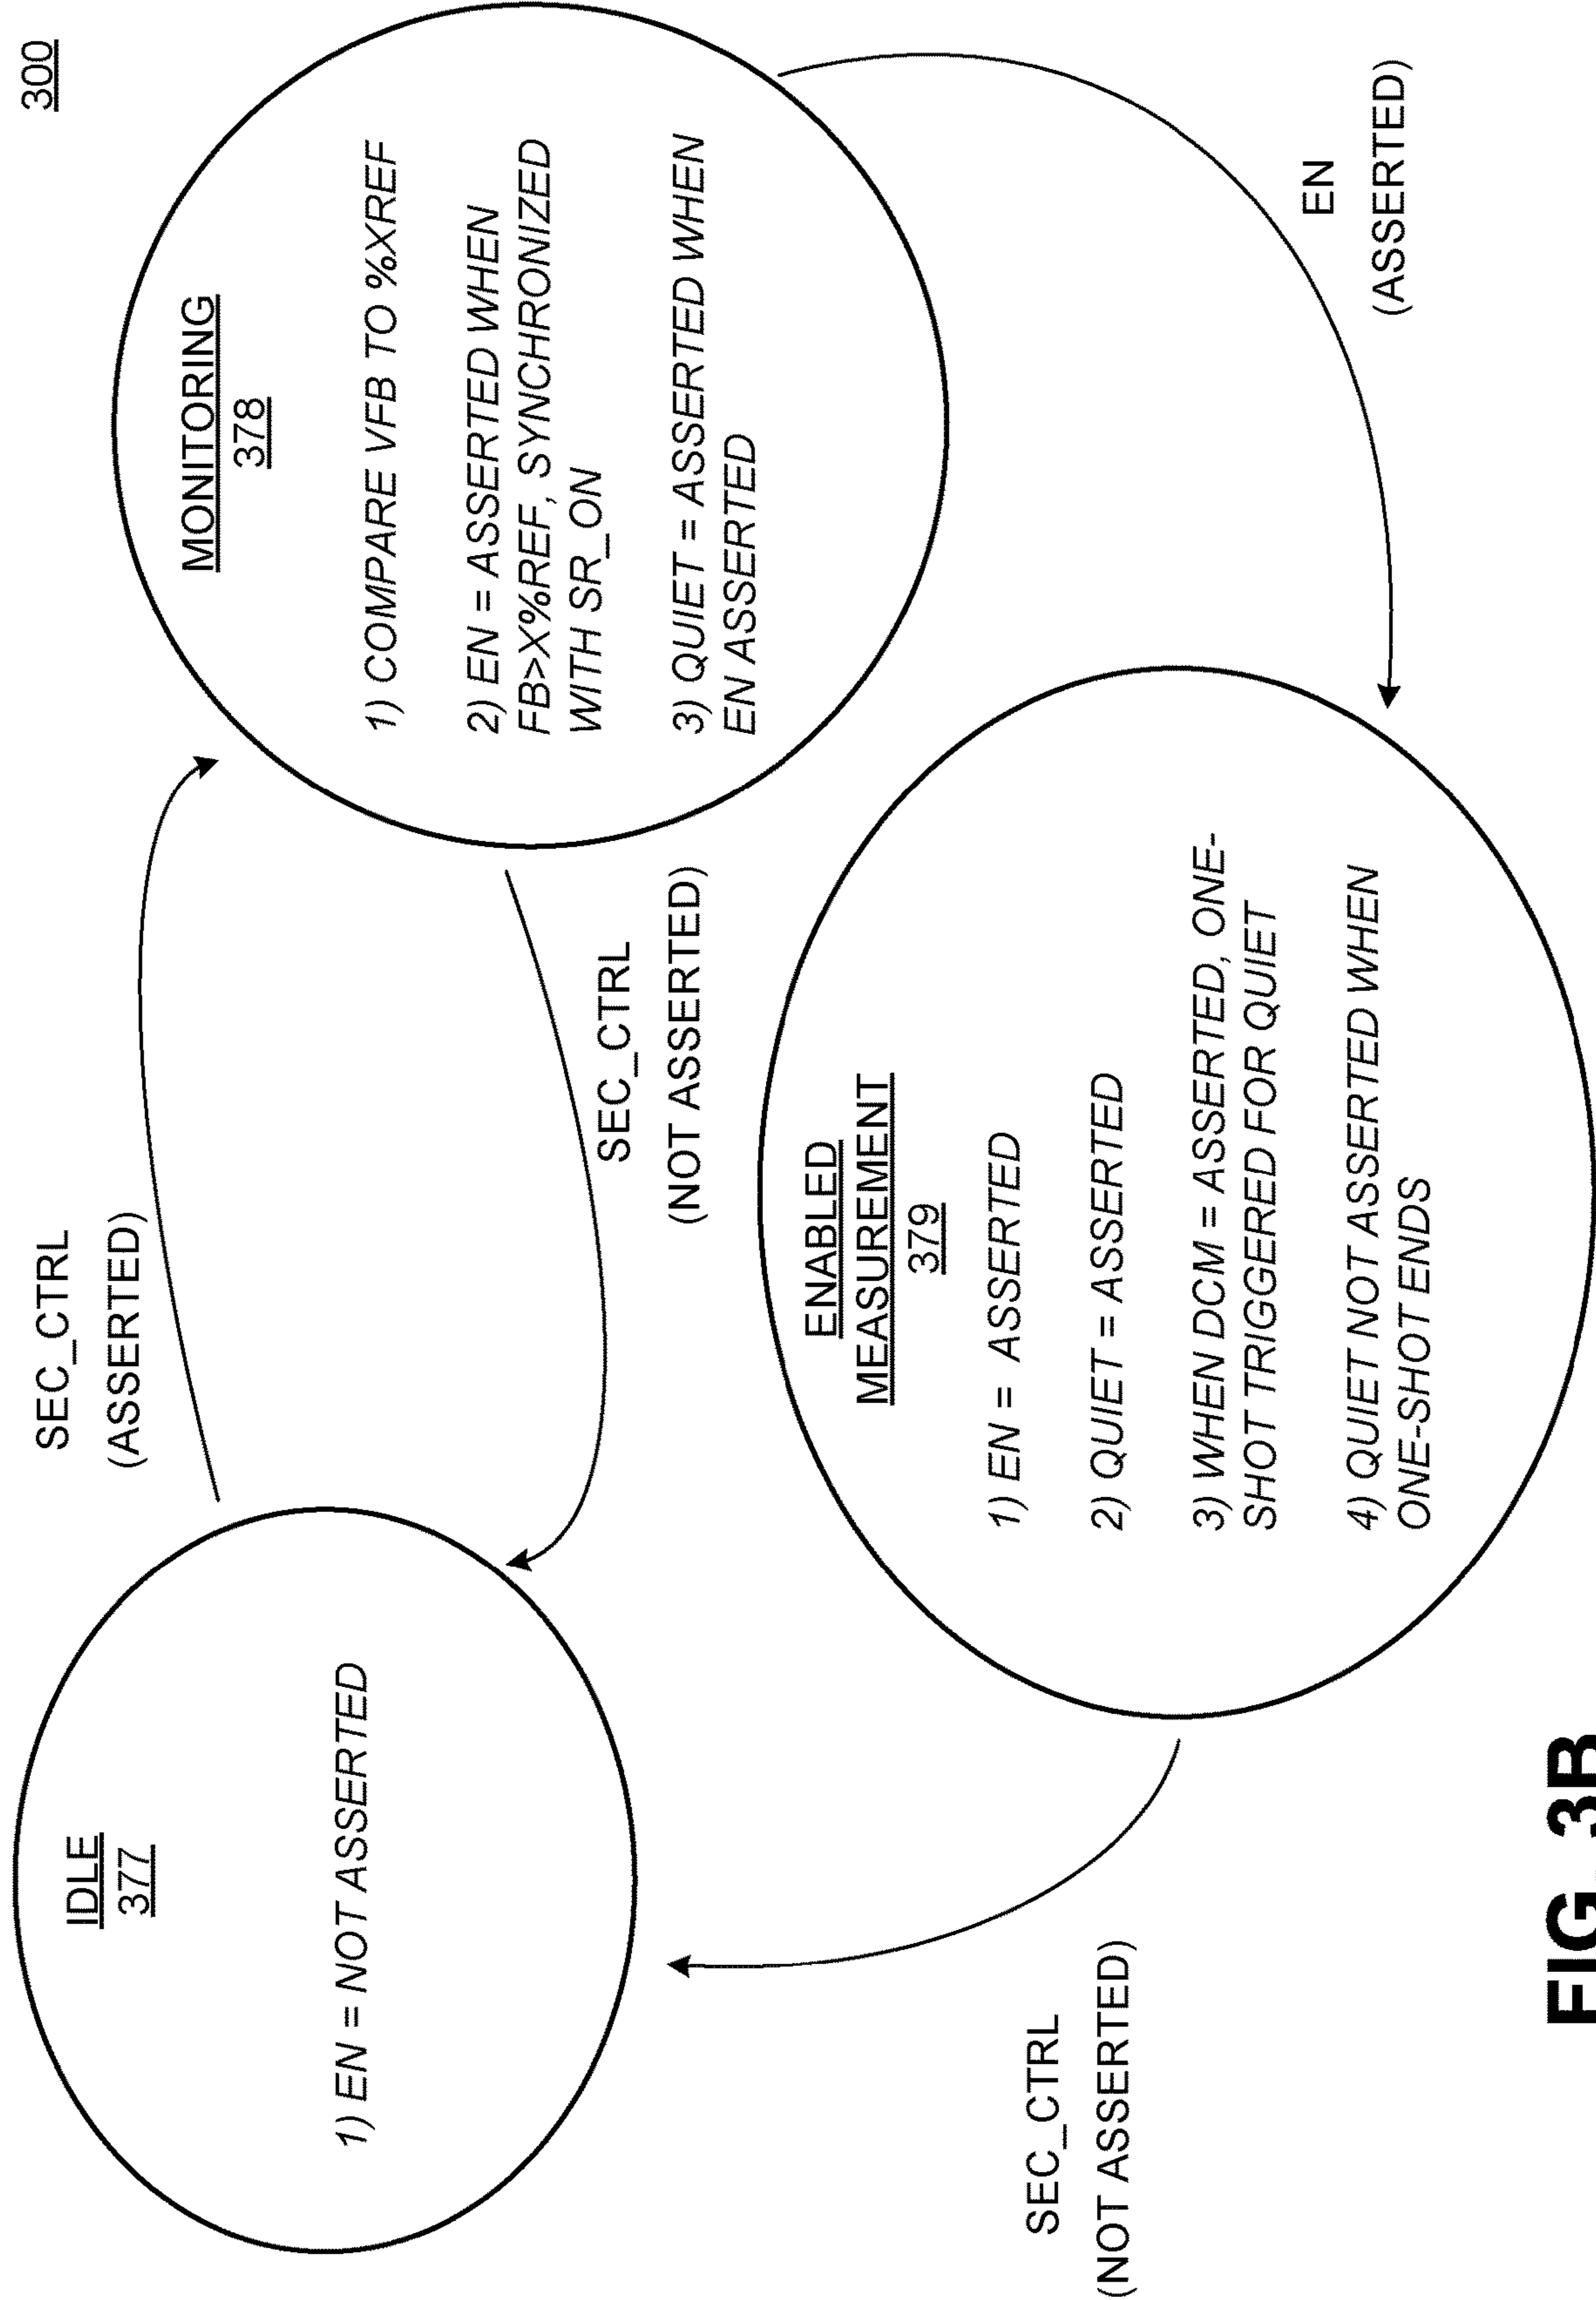 300
SEC_CTRL
(ASSERTED)
IDLE
377
1) EN = NOT ASSERTED
MONITORING
378
1) COMPARE VFB TO %XREF
2) EN = ASSERTED WHEN
FB>X%REF, SYNCHRONIZED
WITH SR_ON
3) QUIET = ASSERTED WHEN
EN ASSERTED
SEC_CTRL
(NOT ASSERTED)
ENABLED
MEASUREMENT
379
1) EN = ASSERTED
2) QUIET = ASSERTED
3) WHEN DCM = ASSERTED, ONE-
SHOT TRIGGERED FOR QUIET
4) QUIET NOT ASSERTED WHEN
ONE-SHOT ENDS
SEC_CTRL
(NOT ASSERTED)
EN
(ASSERTED)
FIG. 3B